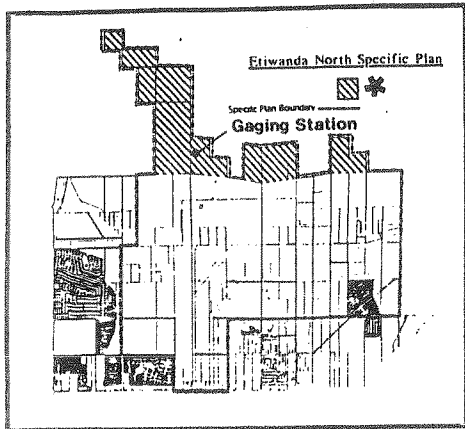 Etiwanda North Specific Plan
Specific Plan Boundary
Gaging Station